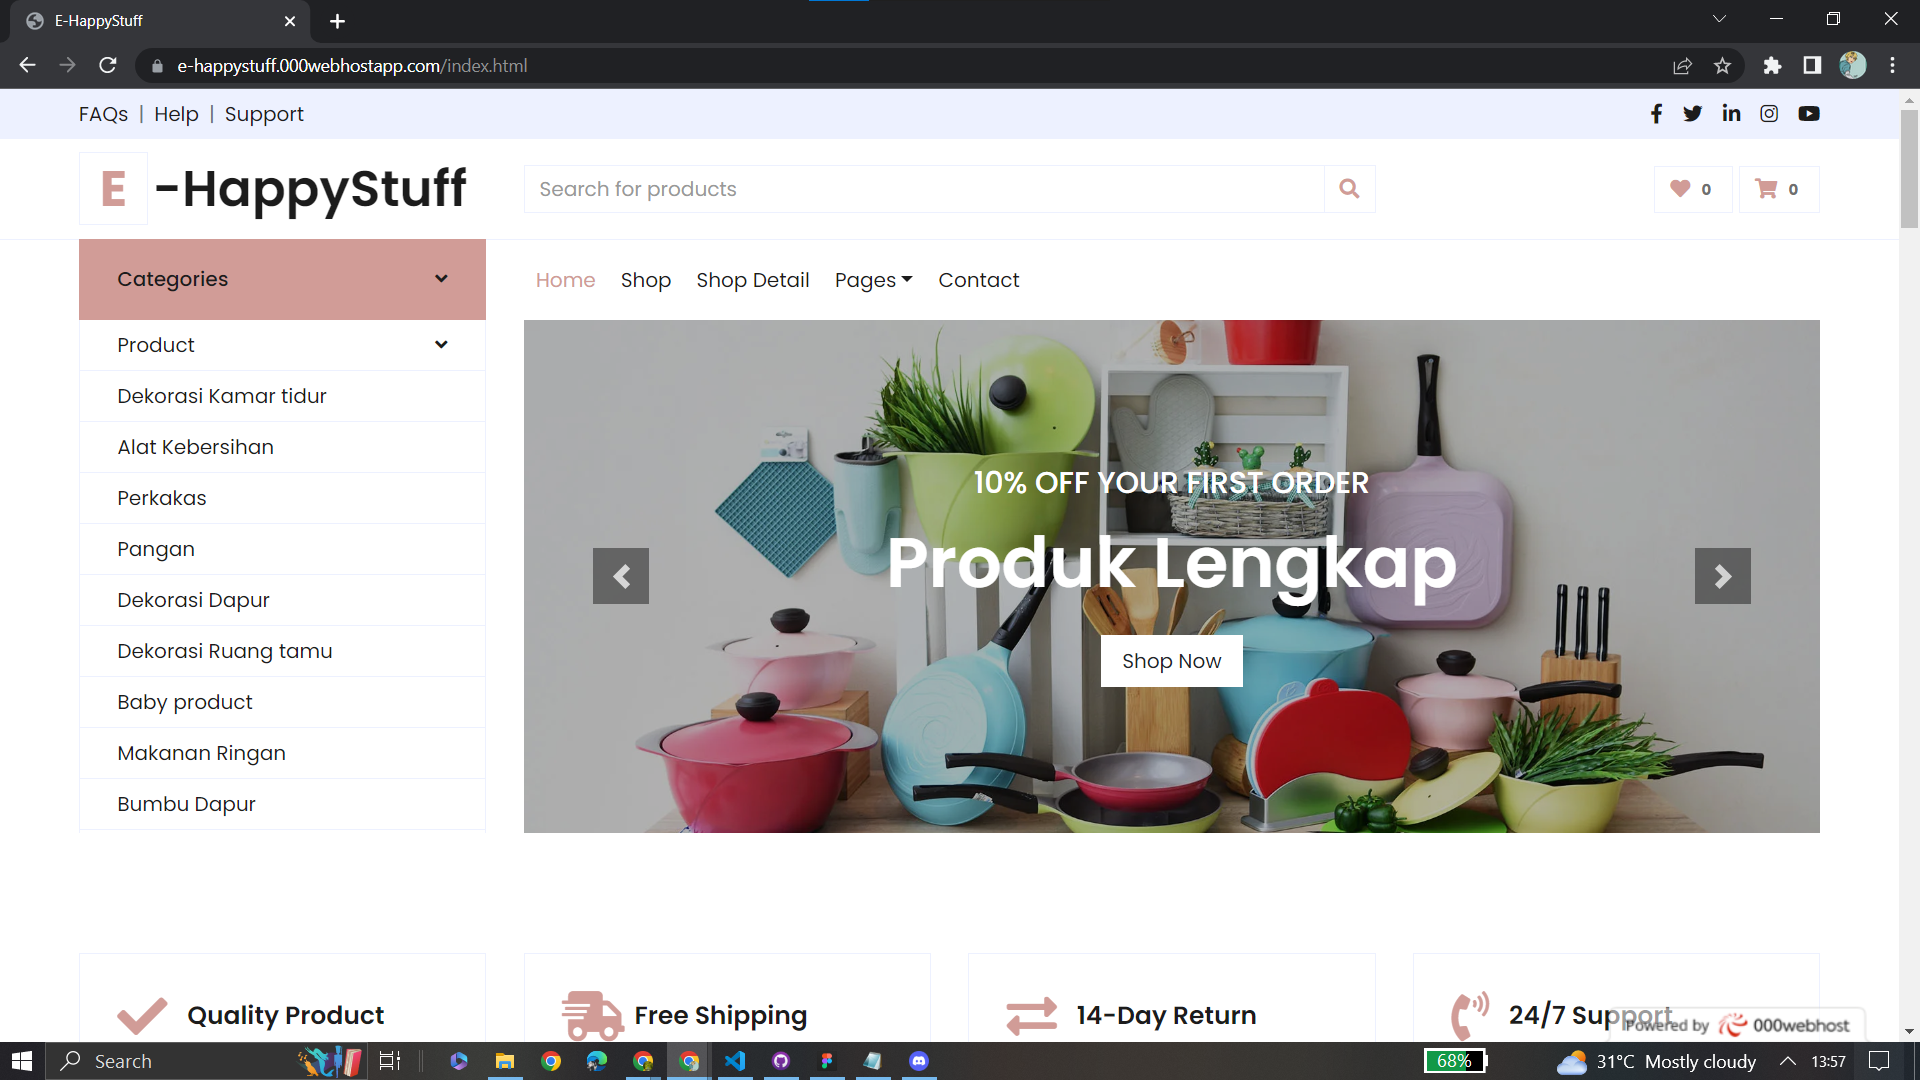 E-HappyStuff
e-happystuff.000webhostapp.com/index.html
FAQs | Help | Support
E -HappyStuff
Search for products
0
0
Categories
Home Shop Shop Detail Pages Contact
Product
Dekorasi Kamar tidur
Alat Kebersihan
Perkakas
Pangan
Dekorasi Dapur
Dekorasi Ruang tamu
Baby product
Makanan Ringan
Bumbu Dapur
10% OFF YOUR FIRST ORDER
Produk Lengkap
Shop Now
Quality Product
Free Shipping
14-Day Return
24/7 Support
Powered by 000webhost
Search
68%
31°C Mostly cloudy
13:57